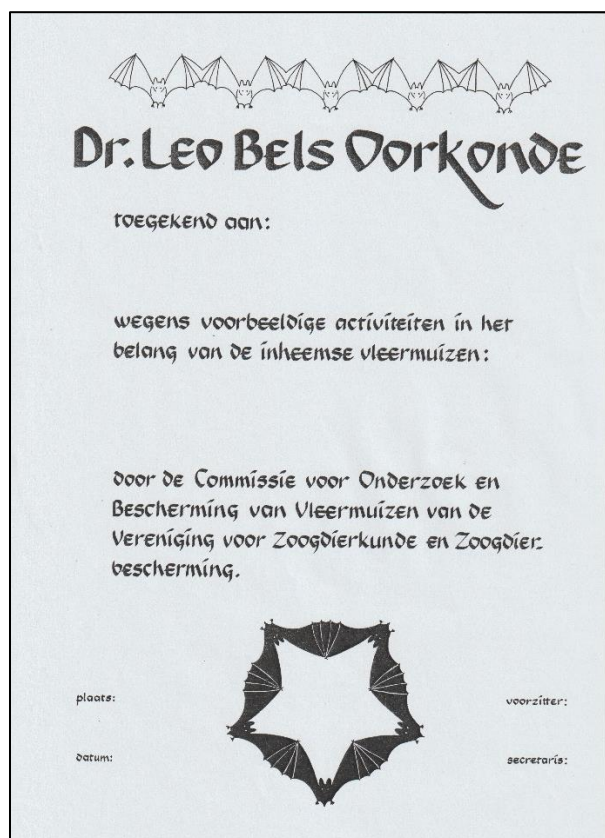 Dr. Leo Bels Oorkonde
toegekend aan:
wegens voorbeeldige activiteiten in het
belang van de inheemse vleermuizen:
door de Commissie voor Onderzoek en
Bescherming van Vleermuizen van de
Vereniging voor Zoogdierkunde en Zoogdier-
bescherming.
plaats:
voorzitter:
datum:
secretaris: